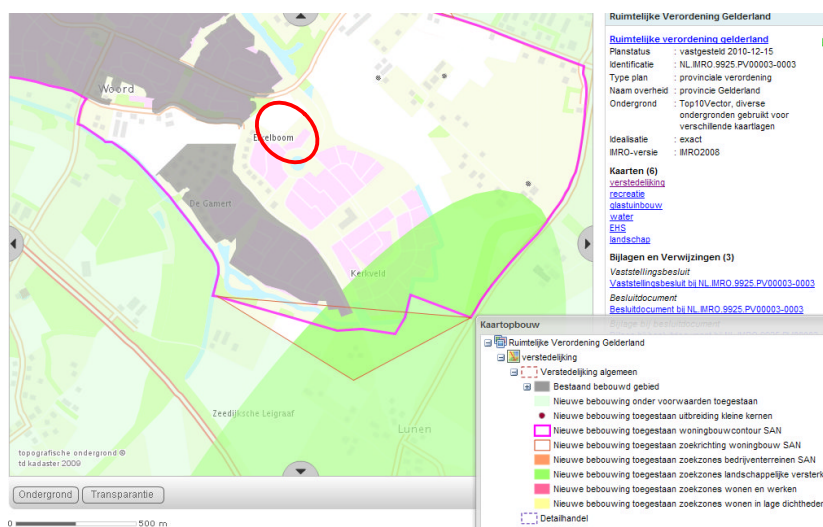 Woord
Eikelboom
De Gamert
Kerkveld
Zeedijksche Leigraaf
Lunen
topografische ondergrond ®
td kadaster 2009
Ondergrond
Transparantie
0 500 m
Ruimtelijke Verordening Gelderland
Ruimtelijke verordening gelderland
Planstatus : vastgesteld 2010-12-15
Identificatie : NL.IMRO.9925.PV00003-0003
Type plan : provinciale verordening
Naam overheid : provincie Gelderland
Ondergrond : Top10Vector, diverse
ondergronden gebruikt voor
verschillende kaartlagen
Idealisatie : exact
IMRO-versie : IMRO2008
Kaarten (6)
verstedelijking
recreatie
glastuinbouw
water
EHS
landschap
Bijlagen en Verwijzingen (3)
Vaststellingsbesluit
Vaststellingsbesluit bij NL.IMRO.9925.PV00003-0003
Besluitdocument
Besluitdocument bij NL.IMRO.9925.PV00003-0003
Kaartopbouw
Ruimtelijke Verordening Gelderland
verstedelijking
Verstedelijking algemeen
Bestaand bebouwd gebied
Nieuwe bebouwing onder voorwaarden toegestaan
Nieuwe bebouwing toegestaan uitbreiding kleine kernen
Nieuwe bebouwing toegestaan woningbouwcontour SAN
Nieuwe bebouwing toegestaan zoekrichting woningbouw SAN
Nieuwe bebouwing toegestaan zoekzones bedrijventerreinen SAN
Nieuwe bebouwing toegestaan zoekzones landschappelijke versterk
Nieuwe bebouwing toegestaan zoekzones wonen en werken
Nieuwe bebouwing toegestaan zoekzones wonen in lage dichtheden
Detailhandel